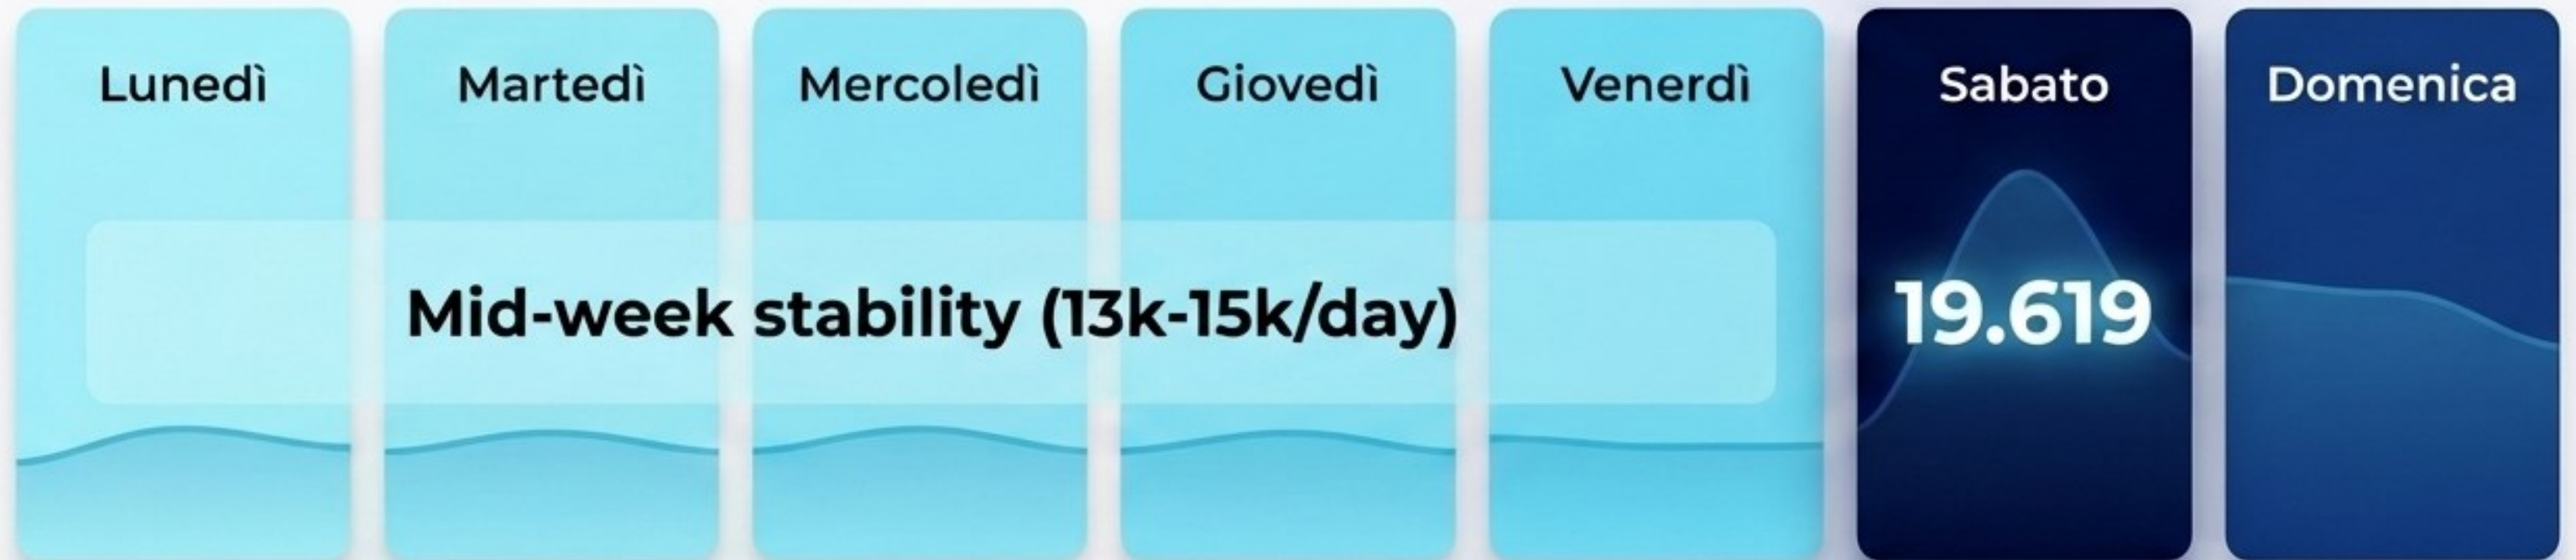 Lunedì
Martedì
Mercoledì
Giovedì
Venerdì
Sabato
Domenica
Mid-week stability (13k-15k/day)
19.619